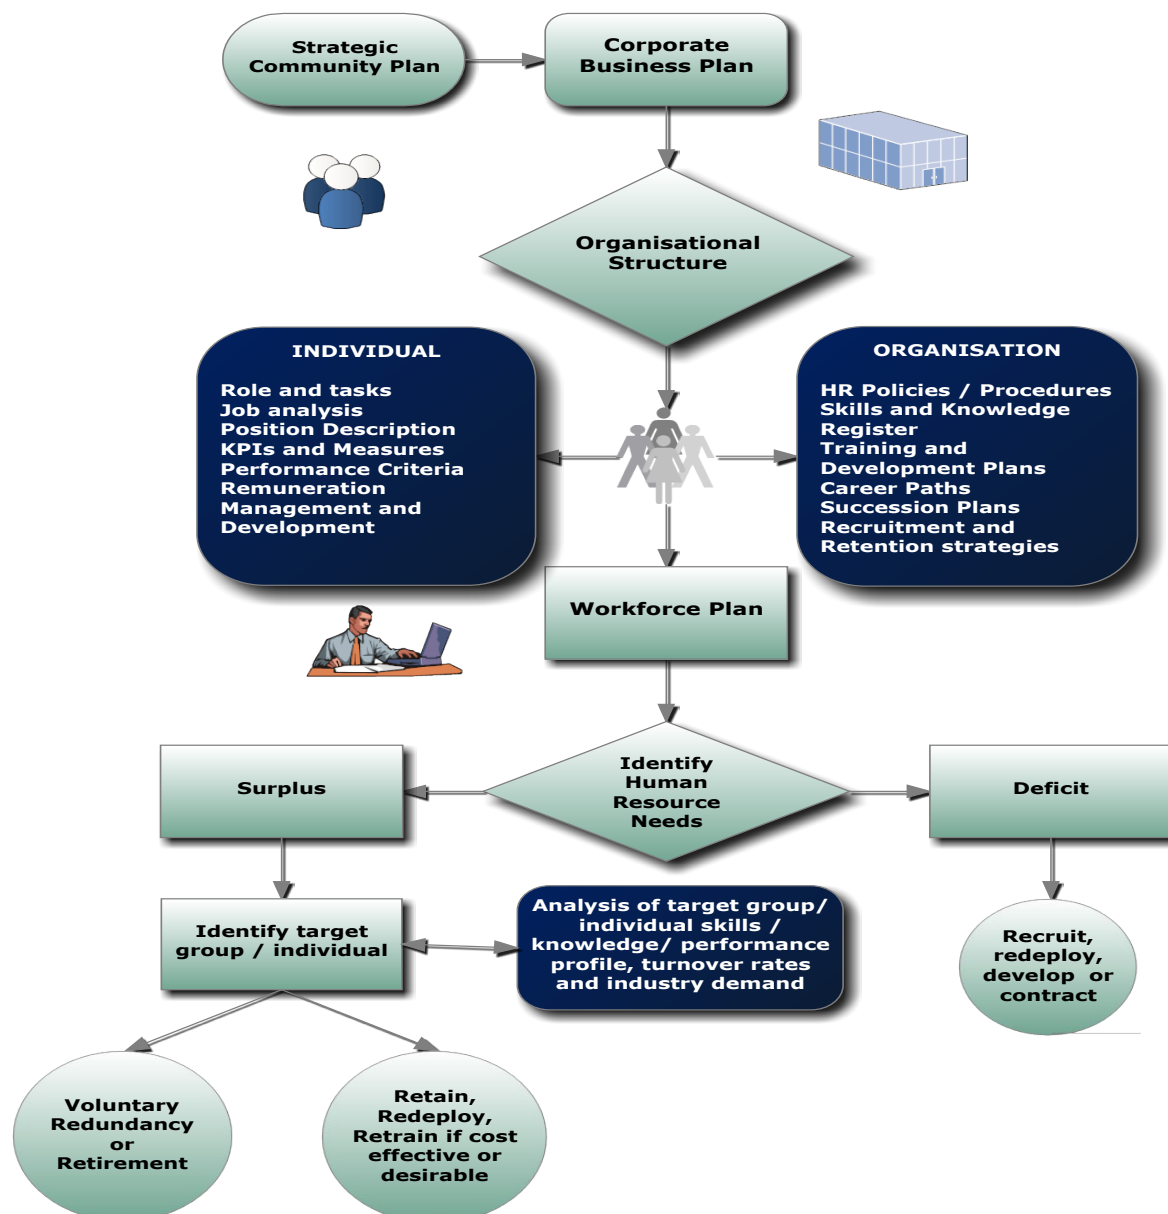 Strategic
Community Plan
Corporate
Business Plan
Organisational
Structure
INDIVIDUAL
Role and tasks
Job analysis
Position Description
KPIs and Measures
Performance Criteria
Remuneration
Management and
Development
ORGANISATION
HR Policies / Procedures
Skills and Knowledge
Register
Training and
Development Plans
Career Paths
Succession Plans
Recruitment and
Retention strategies
Workforce Plan
Identify
Human
Resource
Needs
Surplus
Deficit
Identify target
group / individual
Analysis of target group/
individual skills /
knowledge/ performance
profile, turnover rates
and industry demand
Recruit,
redeploy,
develop or
contract
Voluntary
Redundancy
or
Retirement
Retain,
Redeploy,
Retrain if cost
effective or
desirable